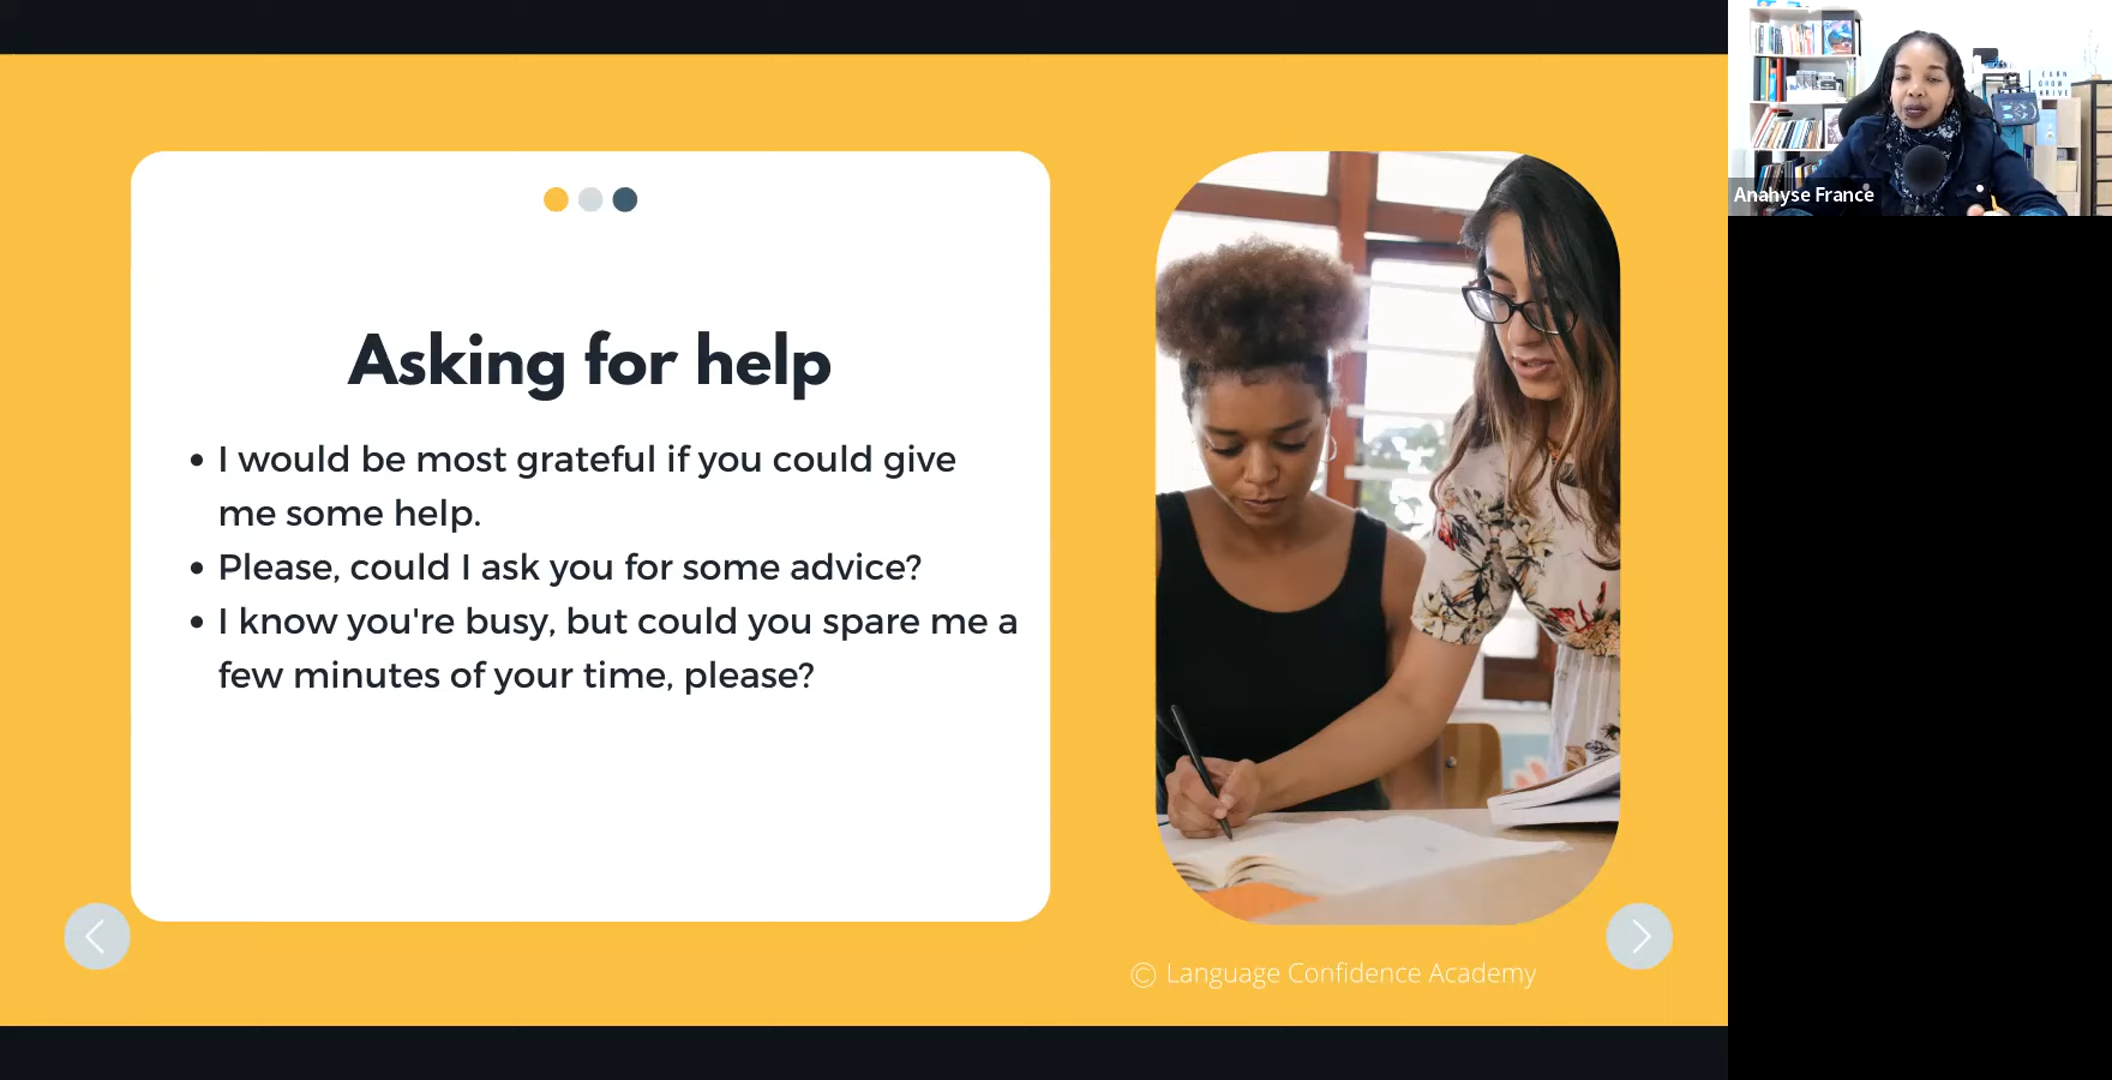 Asking for help
• I would be most grateful if you could give
me some help.
• Please, could I ask you for some advice?
• I know you're busy, but could you spare me a
few minutes of your time, please?
© Language Confidence Academy
Anahyse France